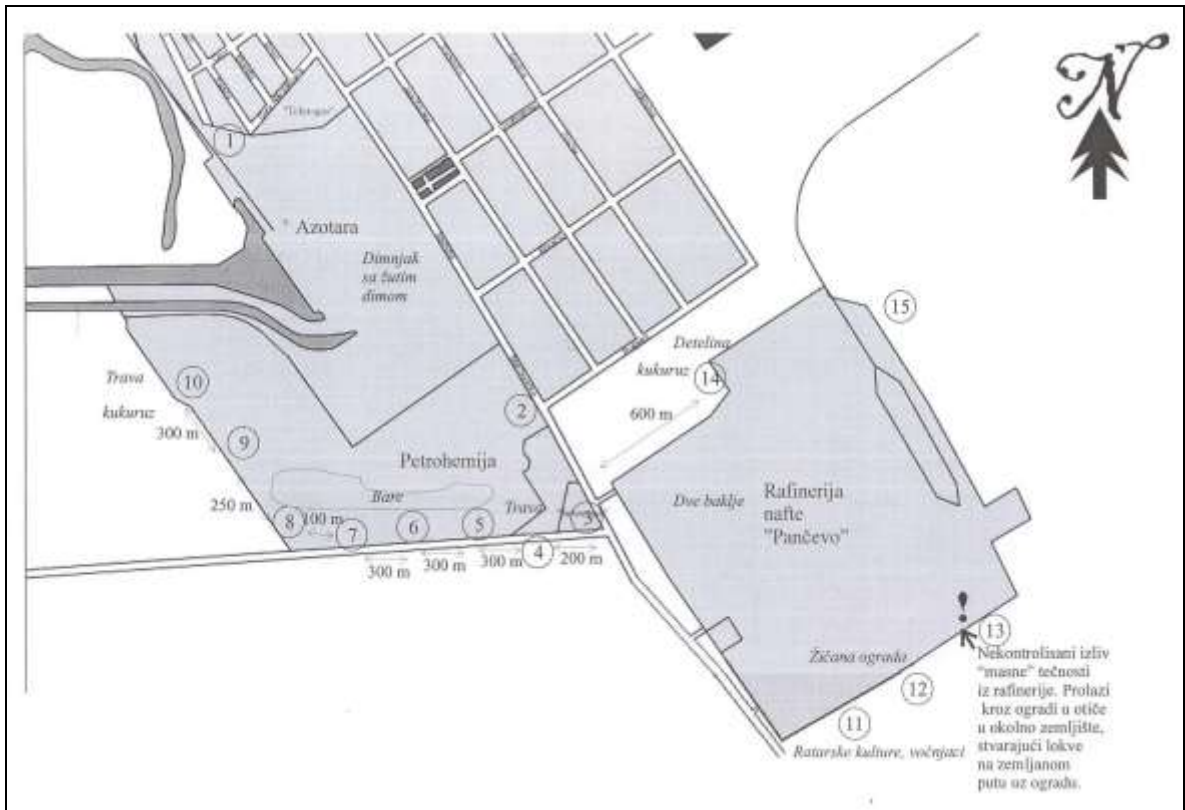 N
"Tehnogas"
1
Azotara
Dimnjak
sa žutim
dimom
15
Detelina
kukuruz
14
600 m
Trava
kukuruz
10
300 m
9
2
Petrohemija
250 m
Bare
8
100 m
7
6
5
Trava
3
4
300 m
300 m
300 m
200 m
Dve baklje
Rafinerija
nafte
"Pančevo"
Žičana ograda
13
12
11
Ratarske kulture, voćnjaci
Nekontrolisani izliv
"masne" tečnosti
iz rafinerije. Prolazi
kroz ogradi u otiče
u okolno zemljište,
stvarajući lokve
na zemljanom
putu uz ogradu.